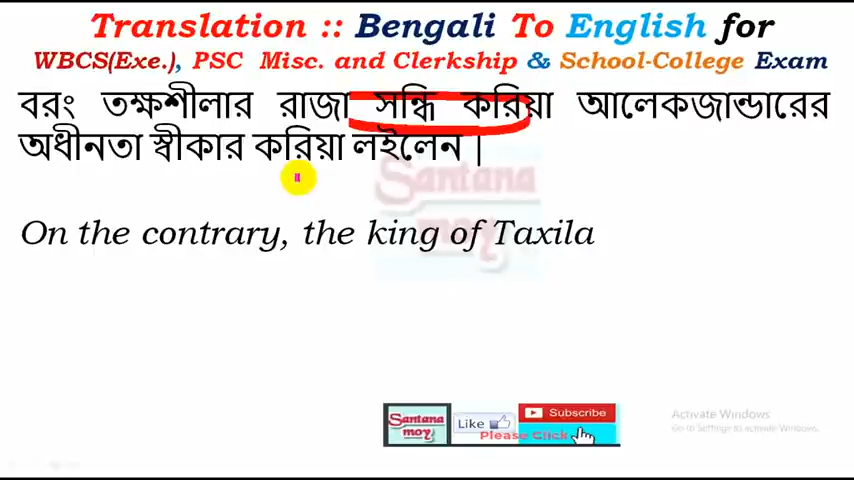 Translation :: Bengali To English for
WBCS(Exe.), PSC Misc. and Clerkship & School-College Exam
বরং তক্ষশীলার রাজা সন্ধি করিয়া আলেকজান্ডারের
অধীনতা স্বীকার করিয়া লইলেন |
Santana
moy
On the contrary, the king of Taxila
Santana
moy
Like
Subscribe
Please Click
Activate Windows
Go to Settings to activate Windows.